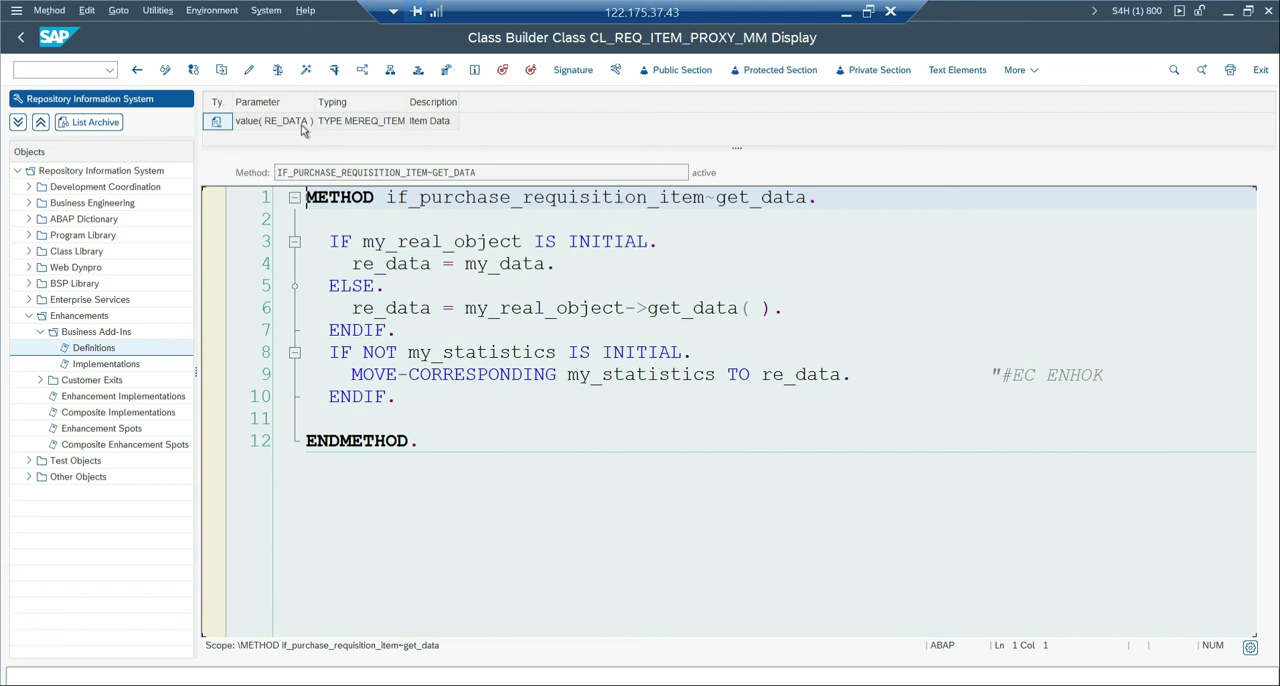 Method Edit Goto Utilities Environment System Help
122.175.37.43
S4H (1) 800
SAP
Class Builder Class CL_REQ_ITEM_PROXY_MM Display
Signature
Public Section
Protected Section
Private Section
Text Elements
More
Exit
Repository Information System
List Archive
Objects
Repository Information System
Development Coordination
Business Engineering
ABAP Dictionary
Program Library
Class Library
Web Dynpro
BSP Library
Enterprise Services
Enhancements
Business Add-Ins
Definitions
Implementations
Customer Exits
Enhancement Implementations
Composite Implementations
Enhancement Spots
Composite Enhancement Spots
Test Objects
Other Objects
Ty. Parameter Typing Description
value( RE_DATA ) TYPE MEREQ_ITEM Item Data
Method: IF_PURCHASE_REQUISITION_ITEM~GET_DATA active
1 METHOD if_purchase_requisition_item~get_data.
2
3 IF my_real_object IS INITIAL.
4 re_data = my_data.
5 ELSE.
6 re_data = my_real_object->get_data( ).
7 ENDIF.
8 IF NOT my_statistics IS INITIAL.
9 MOVE-CORRESPONDING my_statistics TO re_data. "#EC ENHOK
10 ENDIF.
11
12 ENDMETHOD.
Scope: \METHOD if_purchase_requisition_item~get_data
ABAP
Ln 1 Col 1
NUM